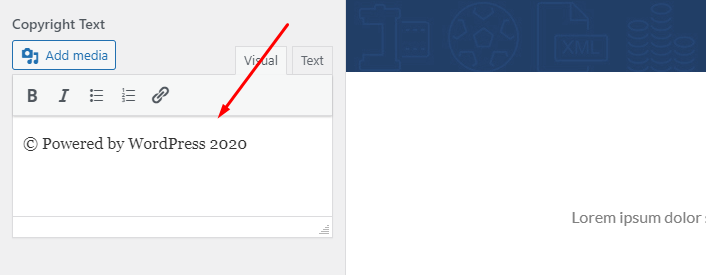 Copyright Text
Add media
Visual Text
B I
© Powered by WordPress 2020
XML
Lorem ipsum dolor